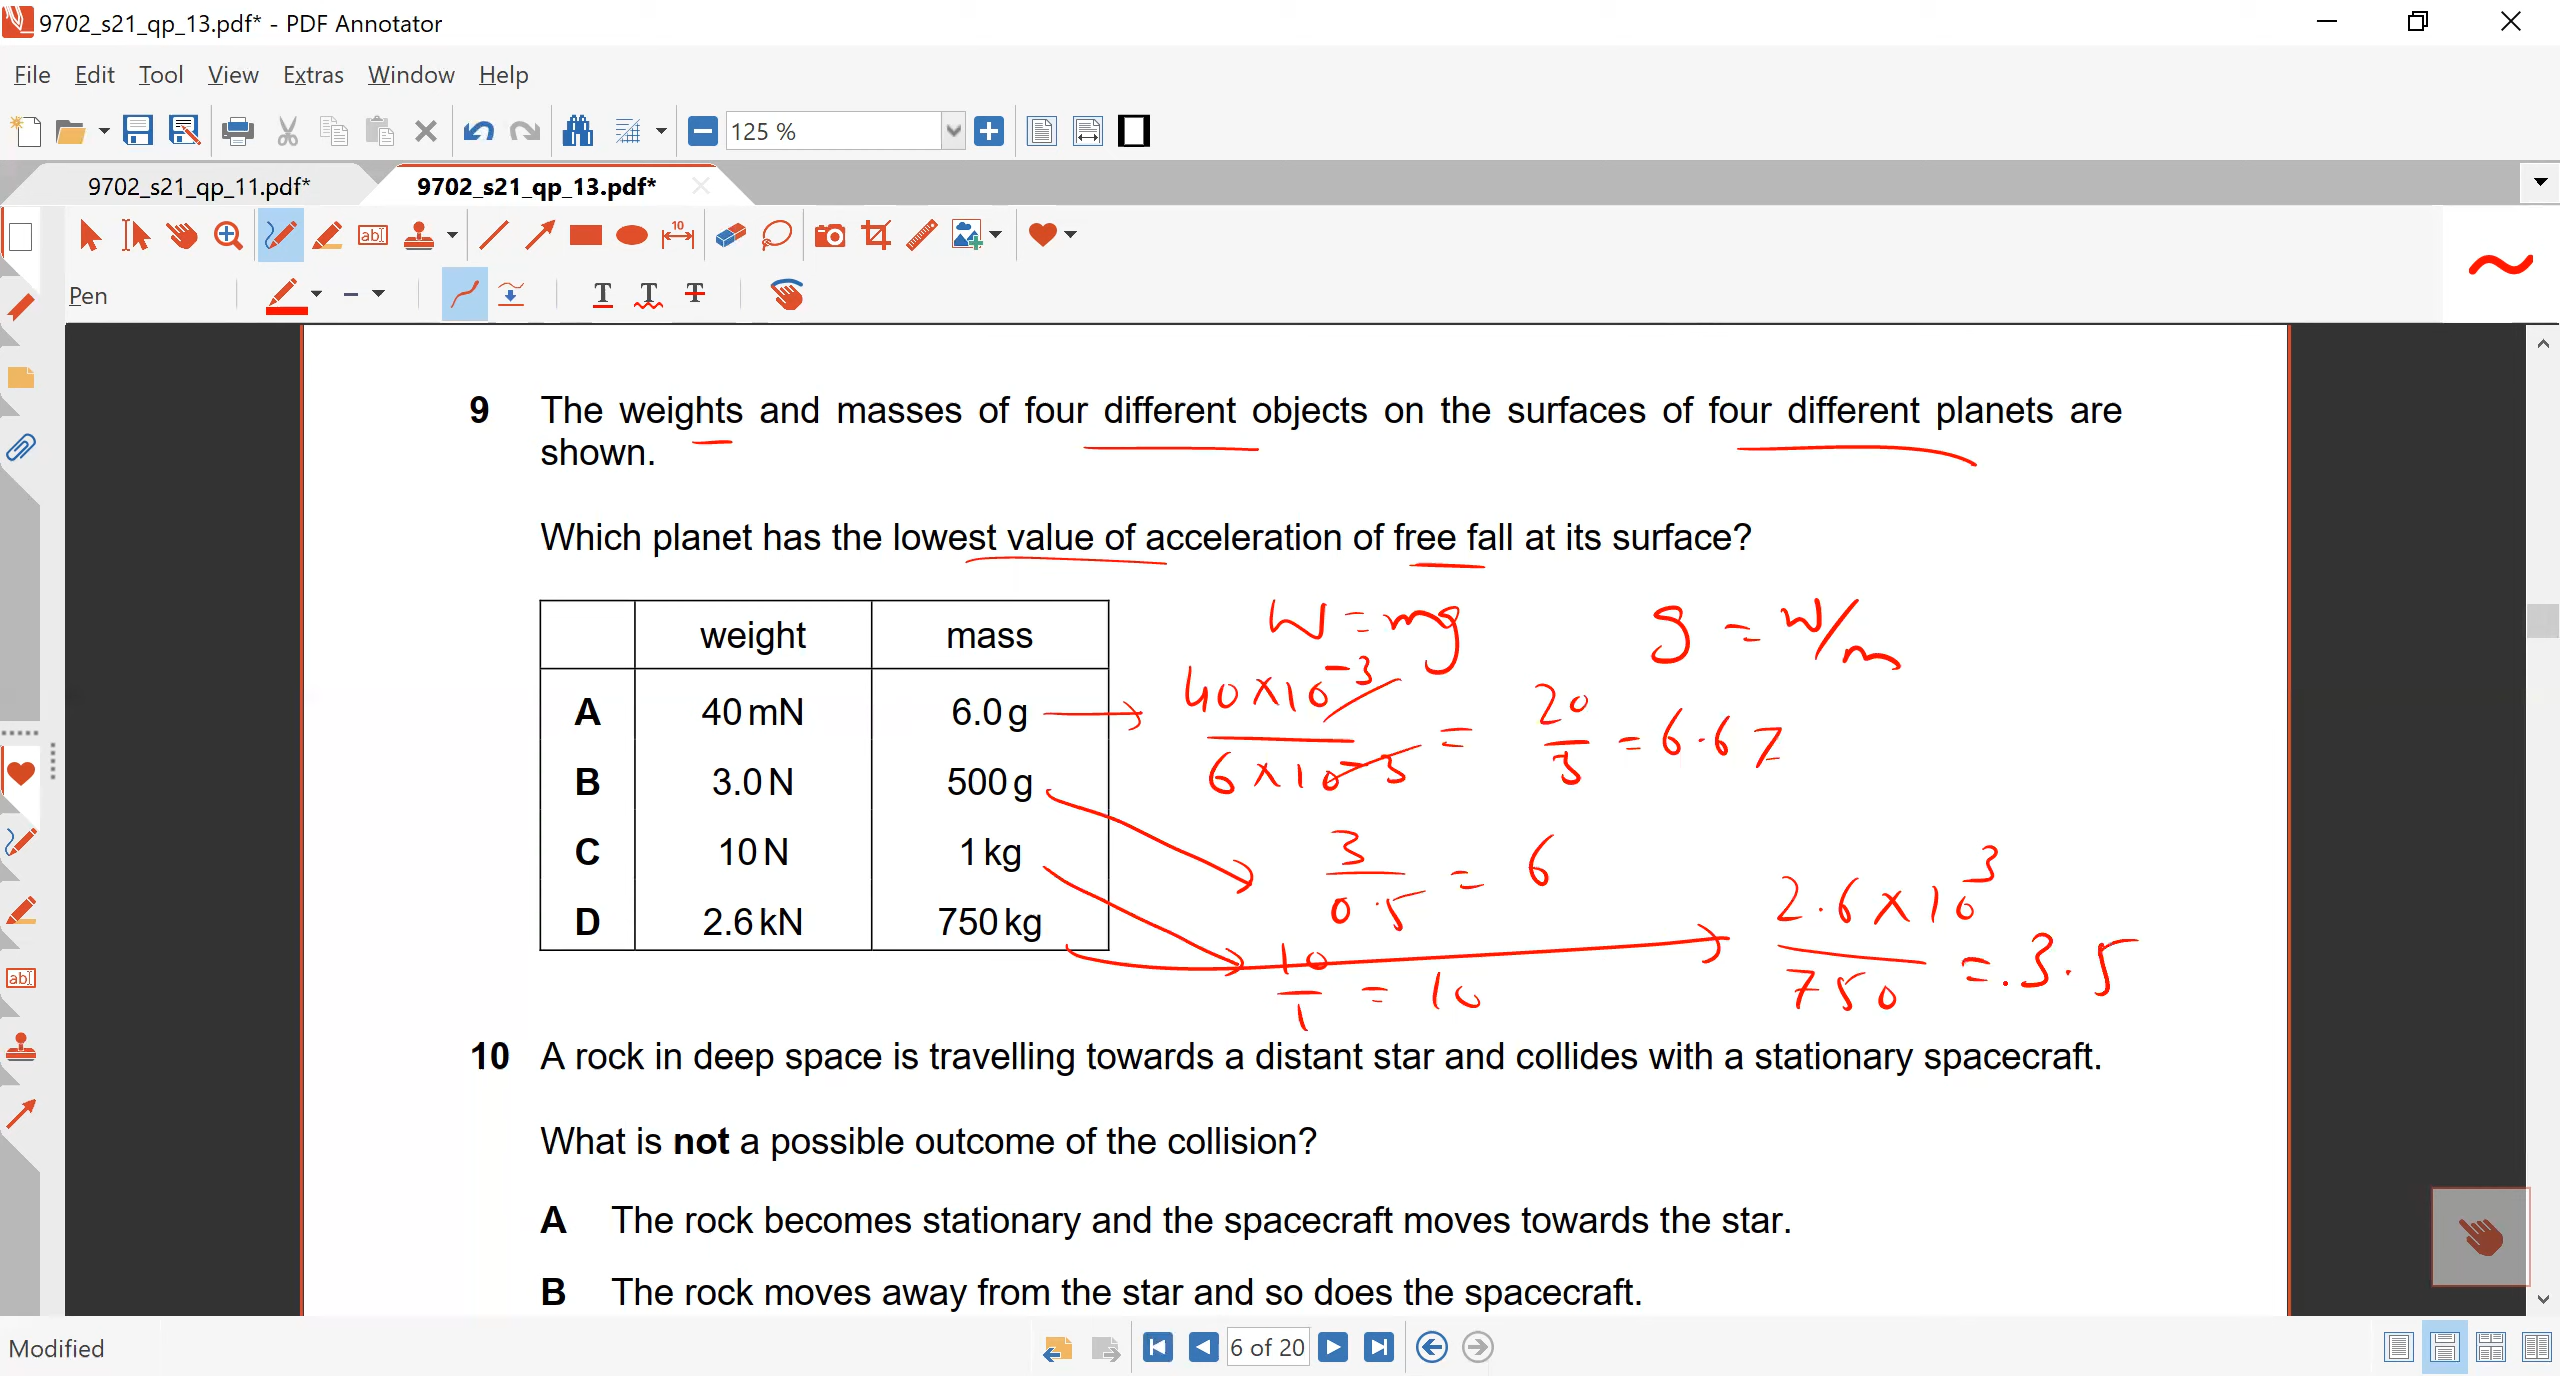 9702_s21_qp_13.pdf* - PDF Annotator
File Edit Tool View Extras Window Help
125 %
9702_s21_qp_11.pdf* 9702_s21_qp_13.pdf*
Pen
9 The weights and masses of four different objects on the surfaces of four different planets are
shown.
Which planet has the lowest value of acceleration of free fall at its surface?
weight mass
A 40 mN 6.0 g
B 3.0 N 500 g
C 10 N 1 kg
D 2.6 kN 750 kg
W = mg g = W/m
40 × 10^-3 / 6 × 10^-3 = 20/3 = 6.67
3/0.5 = 6
10/1 = 10
2.6 × 10^3 / 750 = .3.5
10 A rock in deep space is travelling towards a distant star and collides with a stationary spacecraft.
What is not a possible outcome of the collision?
A The rock becomes stationary and the spacecraft moves towards the star.
B The rock moves away from the star and so does the spacecraft.
Modified 6 of 20